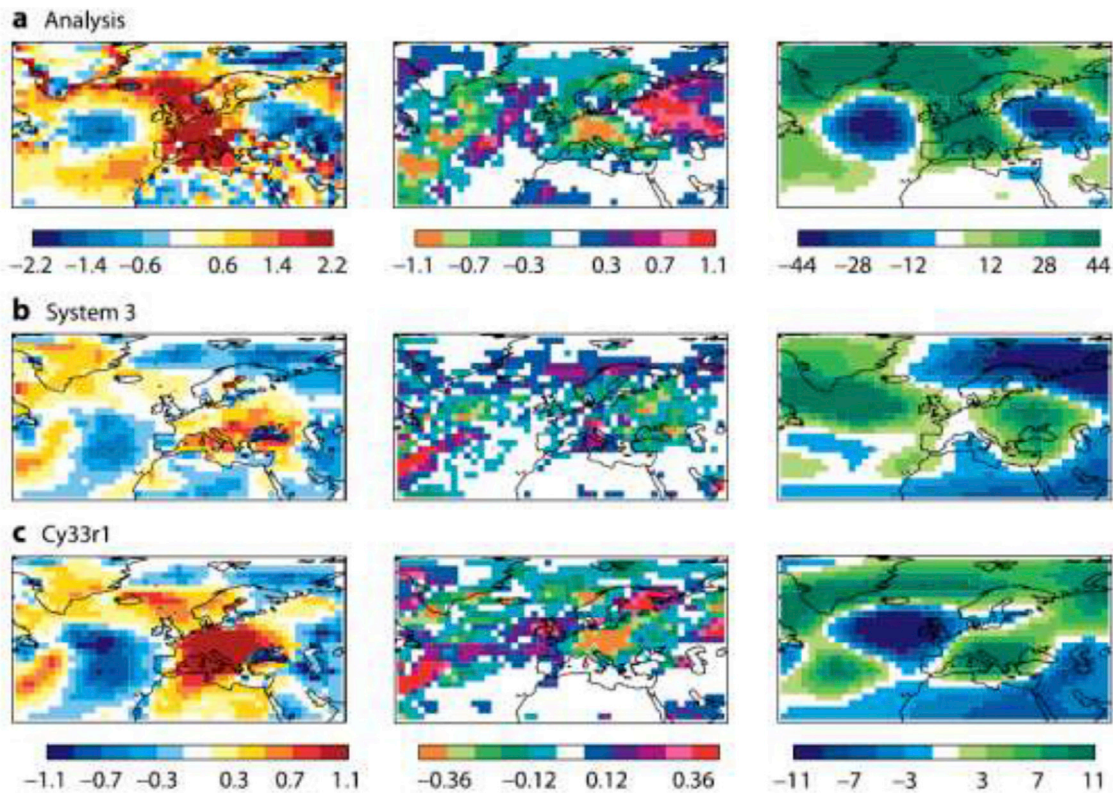 a Analysis
−2.2 −1.4 −0.6 0.6 1.4 2.2
−1.1 −0.7 −0.3 0.3 0.7 1.1
−44 −28 −12 12 28 44
b System 3
c Cy33r1
−1.1 −0.7 −0.3 0.3 0.7 1.1
−0.36 −0.12 0.12 0.36
−11 −7 −3 3 7 11